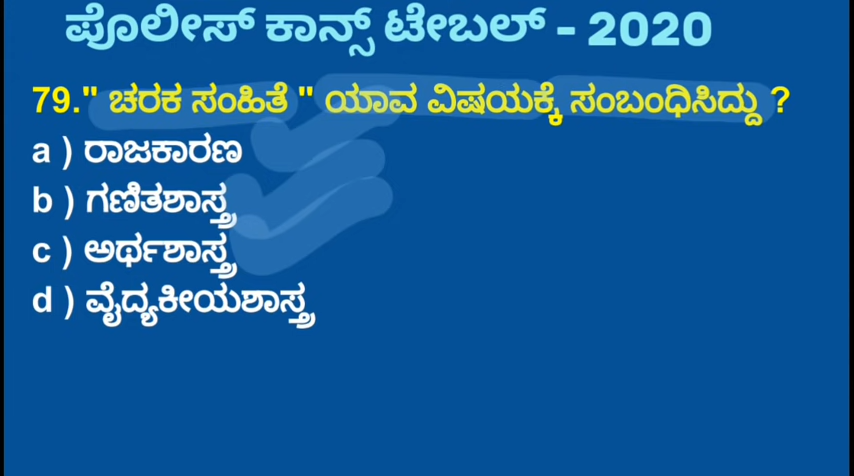 ಪೊಲೀಸ್ ಕಾನ್ಸ್ ಟೇಬಲ್ - 2020
79." ಚರಕ ಸಂಹಿತೆ " ಯಾವ ವಿಷಯಕ್ಕೆ ಸಂಬಂಧಿಸಿದ್ದು ?
a ) ರಾಜಕಾರಣ
b ) ಗಣಿತಶಾಸ್ತ್ರ
c ) ಅರ್ಥಶಾಸ್ತ್ರ
d ) ವೈದ್ಯಕೀಯಶಾಸ್ತ್ರ